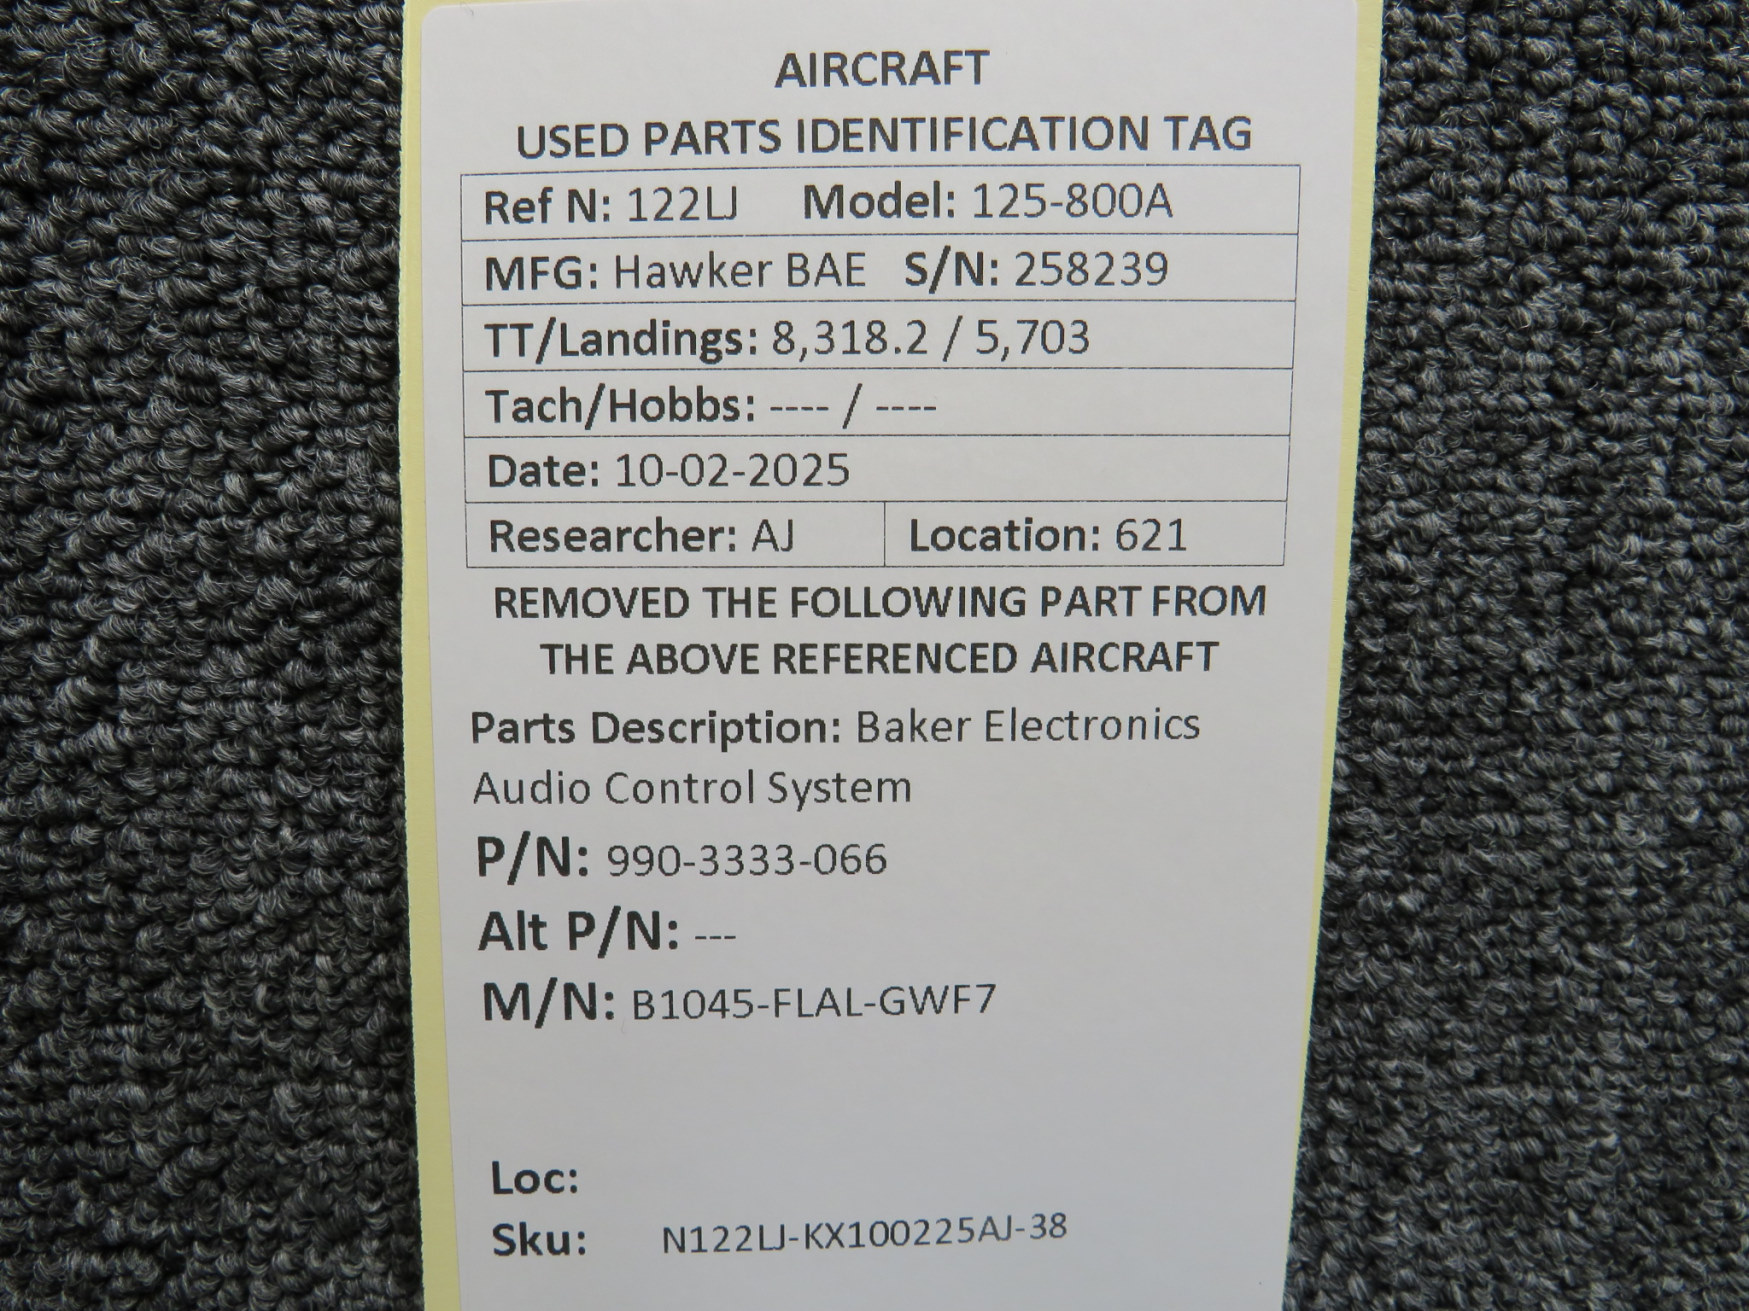 AIRCRAFT
USED PARTS IDENTIFICATION TAG
Ref N: 122LJ Model: 125-800A
MFG: Hawker BAE S/N: 258239
TT/Landings: 8,318.2 / 5,703
Tach/Hobbs: ---- / ----
Date: 10-02-2025
Researcher: AJ Location: 621
REMOVED THE FOLLOWING PART FROM
THE ABOVE REFERENCED AIRCRAFT
Parts Description: Baker Electronics
Audio Control System
P/N: 990-3333-066
Alt P/N: ---
M/N: B1045-FLAL-GWF7
Loc:
Sku: N122LJ-KX100225AJ-38